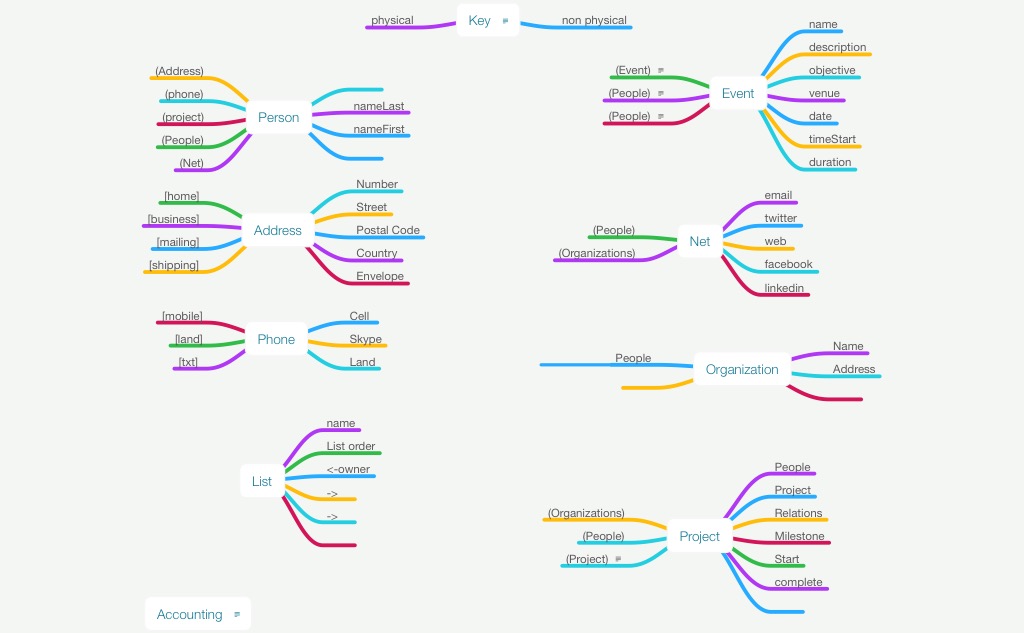 physical
Key
non physical
(Address)
(phone)
(project)
(People)
(Net)
Person
nameLast
nameFirst
(Event)
(People)
(People)
Event
name
description
objective
venue
date
timeStart
duration
[home]
[business]
[mailing]
[shipping]
Address
Number
Street
Postal Code
Country
Envelope
(People)
(Organizations)
Net
email
twitter
web
facebook
linkedin
[mobile]
[land]
[txt]
Phone
Cell
Skype
Land
People
Organization
Name
Address
List
name
List order
<-owner
->
->
(Organizations)
(People)
(Project)
Project
People
Project
Relations
Milestone
Start
complete
Accounting